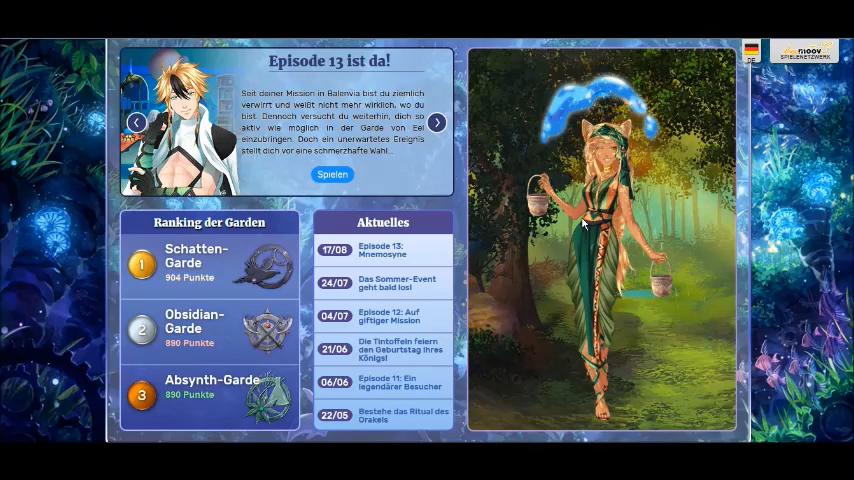 Episode 13 ist da!
Seit deiner Mission in Balenvia bist du ziemlich
verwirrt und weißt nicht mehr wirklich, wo du
bist. Dennoch versucht du weiterhin, dich so
aktiv wie möglich in der Garde von Eel
einzubringen. Doch ein unerwartetes Ereignis
stellt dich vor eine schmerzhafte Wahl...
Spielen
DE
beemoov
SPIELENETZWERK
Ranking der Garden
1
Schatten-
Garde
904 Punkte
2
Obsidian-
Garde
890 Punkte
3
Absynth-Garde
890 Punkte
Aktuelles
17/08 Episode 13:
Mnemosyne
24/07 Das Sommer-Event
geht bald los!
04/07 Episode 12: Auf
giftiger Mission
21/06 Die Tintoffeln feiern
den Geburtstag ihres
Königs!
06/06 Episode 11: Ein
legendärer Besucher
22/05 Bestehe das Ritual des
Orakels